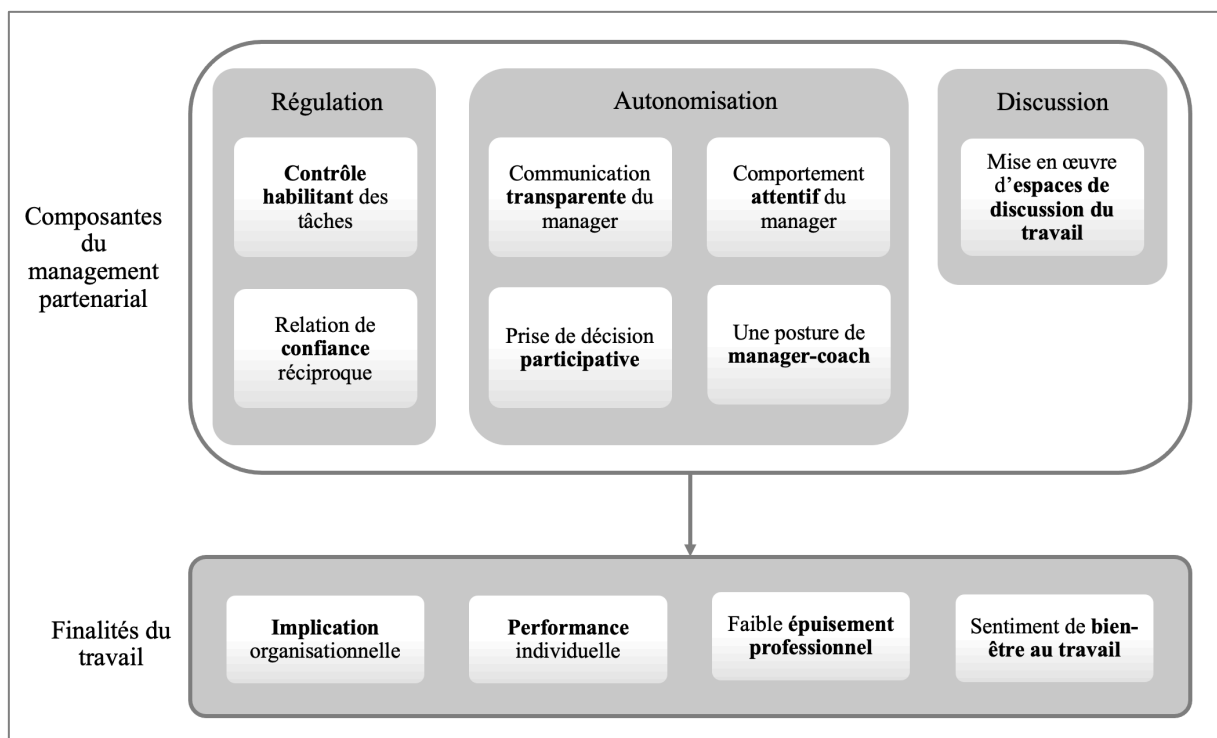 Composantes
du
management
partenarial
Régulation
Contrôle
habilitant des
tâches
Relation de
confiance
réciproque
Autonomisation
Communication
transparente du
manager
Comportement
attentif du
manager
Prise de décision
participative
Une posture de
manager-coach
Discussion
Mise en œuvre
d’espaces de
discussion du
travail
Finalités du
travail
Implication
organisationnelle
Performance
individuelle
Faible épuisement
professionnel
Sentiment de bien-
être au travail